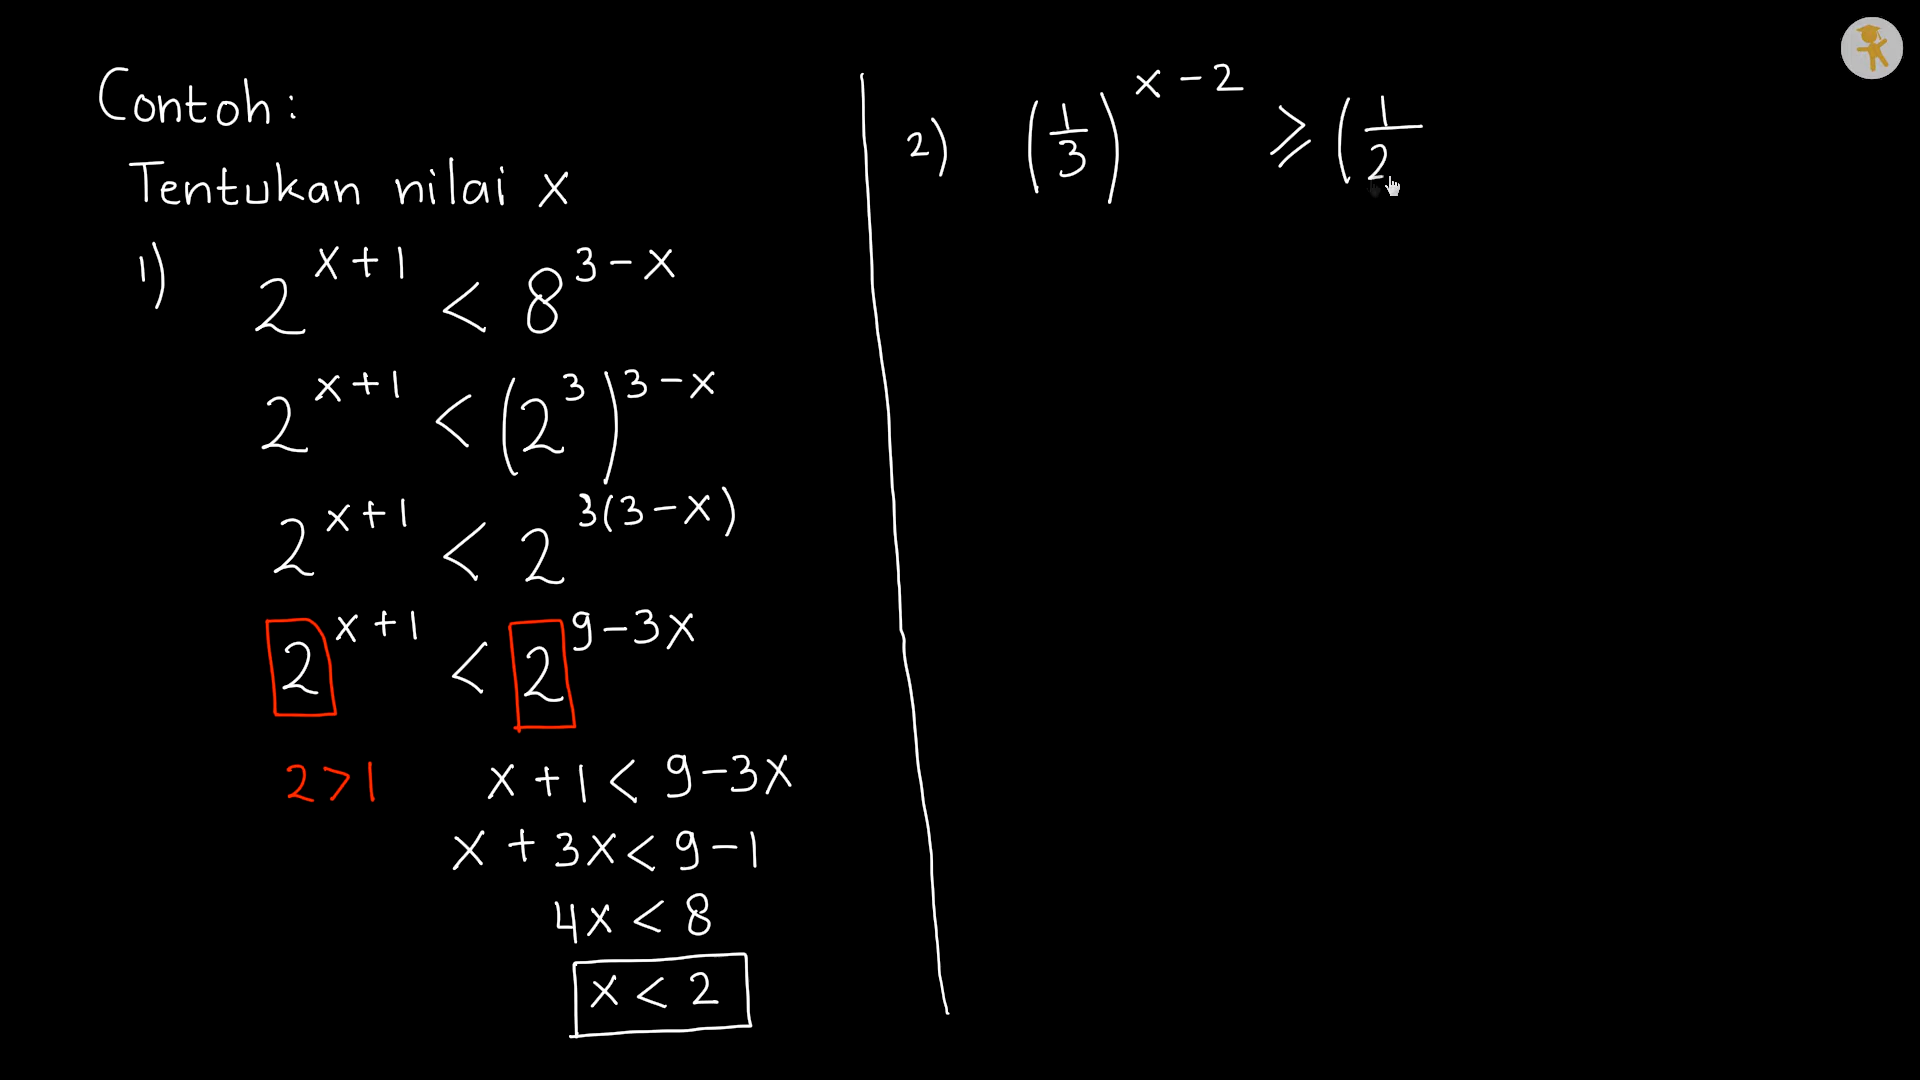 Contoh:
Tentukan nilai x
1) 2^(x+1) < 8^(3-x)
2^(x+1) < (2^3)^(3-x)
2^(x+1) < 2^(3(3-x))
2^(x+1) < 2^(9-3x)
2>1
x+1 < 9-3x
x+3x < 9-1
4x < 8
x < 2
2) (1/3)^(x-2) ⩾ (1/2